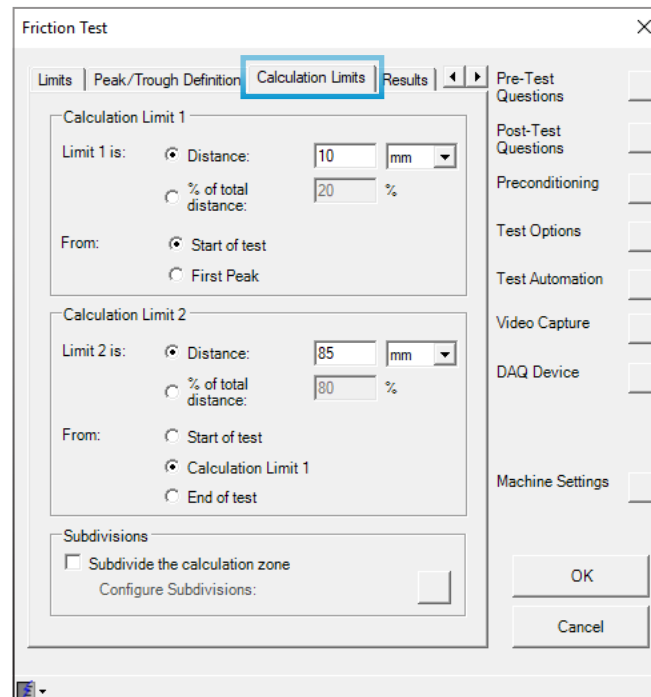 Friction Test
Limits Peak/Trough Definition Calculation Limits Results
Calculation Limit 1
Limit 1 is: Distance: 10 mm
% of total distance: 20 %
From: Start of test
First Peak
Calculation Limit 2
Limit 2 is: Distance: 85 mm
% of total distance: 80 %
From: Start of test
Calculation Limit 1
End of test
Subdivisions
Subdivide the calculation zone
Configure Subdivisions:
Pre-Test
Questions
Post-Test
Questions
Preconditioning
Test Options
Test Automation
Video Capture
DAQ Device
Machine Settings
OK
Cancel